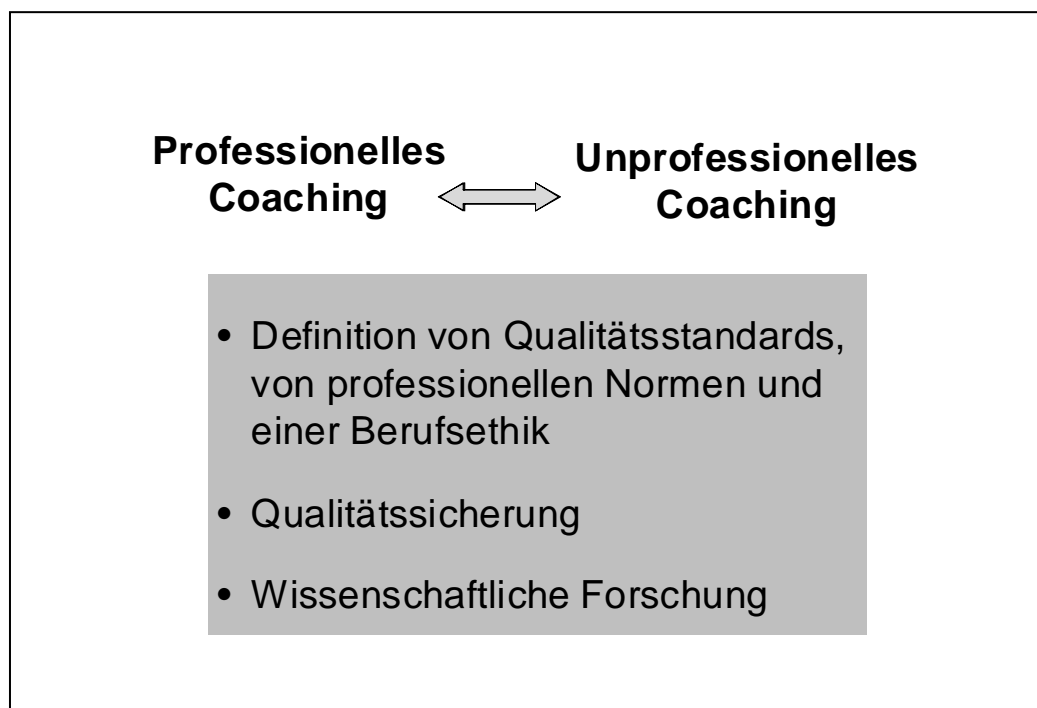 Professionelles
Coaching
Unprofessionelles
Coaching
• Definition von Qualitätsstandards,
von professionellen Normen und
einer Berufsethik
• Qualitätssicherung
• Wissenschaftliche Forschung